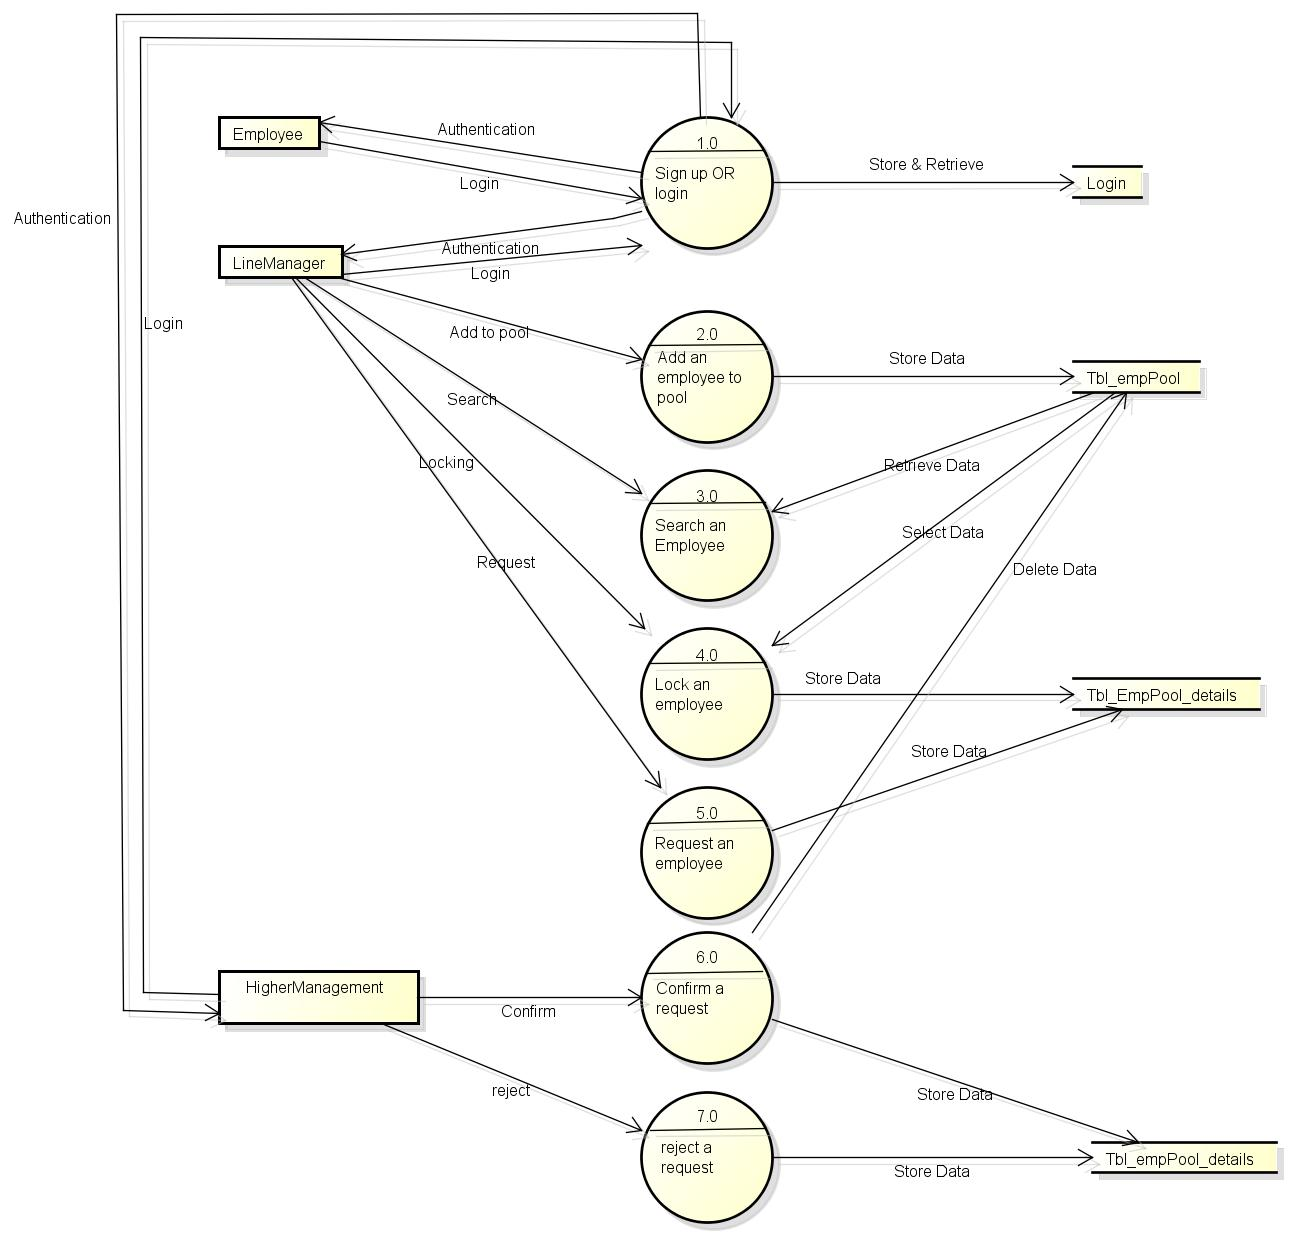 1.0
Employee
Authentication
Sign up OR
login
Store & Retrieve
Login
Login
Authentication
LineManager
Authentication
Login
Login
2.0
Add to pool
Add an
employee to
pool
Store Data
Tbl_empPool
Search
Locking
Retrieve Data
3.0
Search an
Employee
Select Data
Request
Delete Data
4.0
Lock an
employee
Store Data
Tbl_EmpPool_details
Store Data
5.0
Request an
employee
6.0
HigherManagement
Confirm a
request
Confirm
reject
Store Data
7.0
reject a
request
Tbl_empPool_details
Store Data